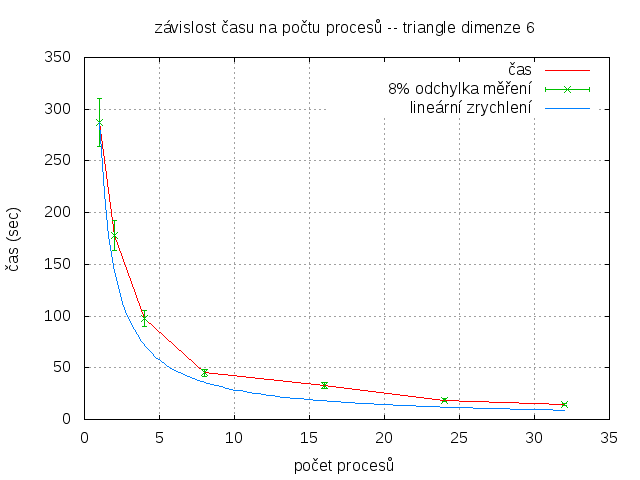 závislost času na počtu procesů -- triangle dimenze 6
350
300
250
200
150
100
50
0
čas (sec)
čas
8% odchylka měření
lineární zrychlení
0 5 10 15 20 25 30 35
počet procesů